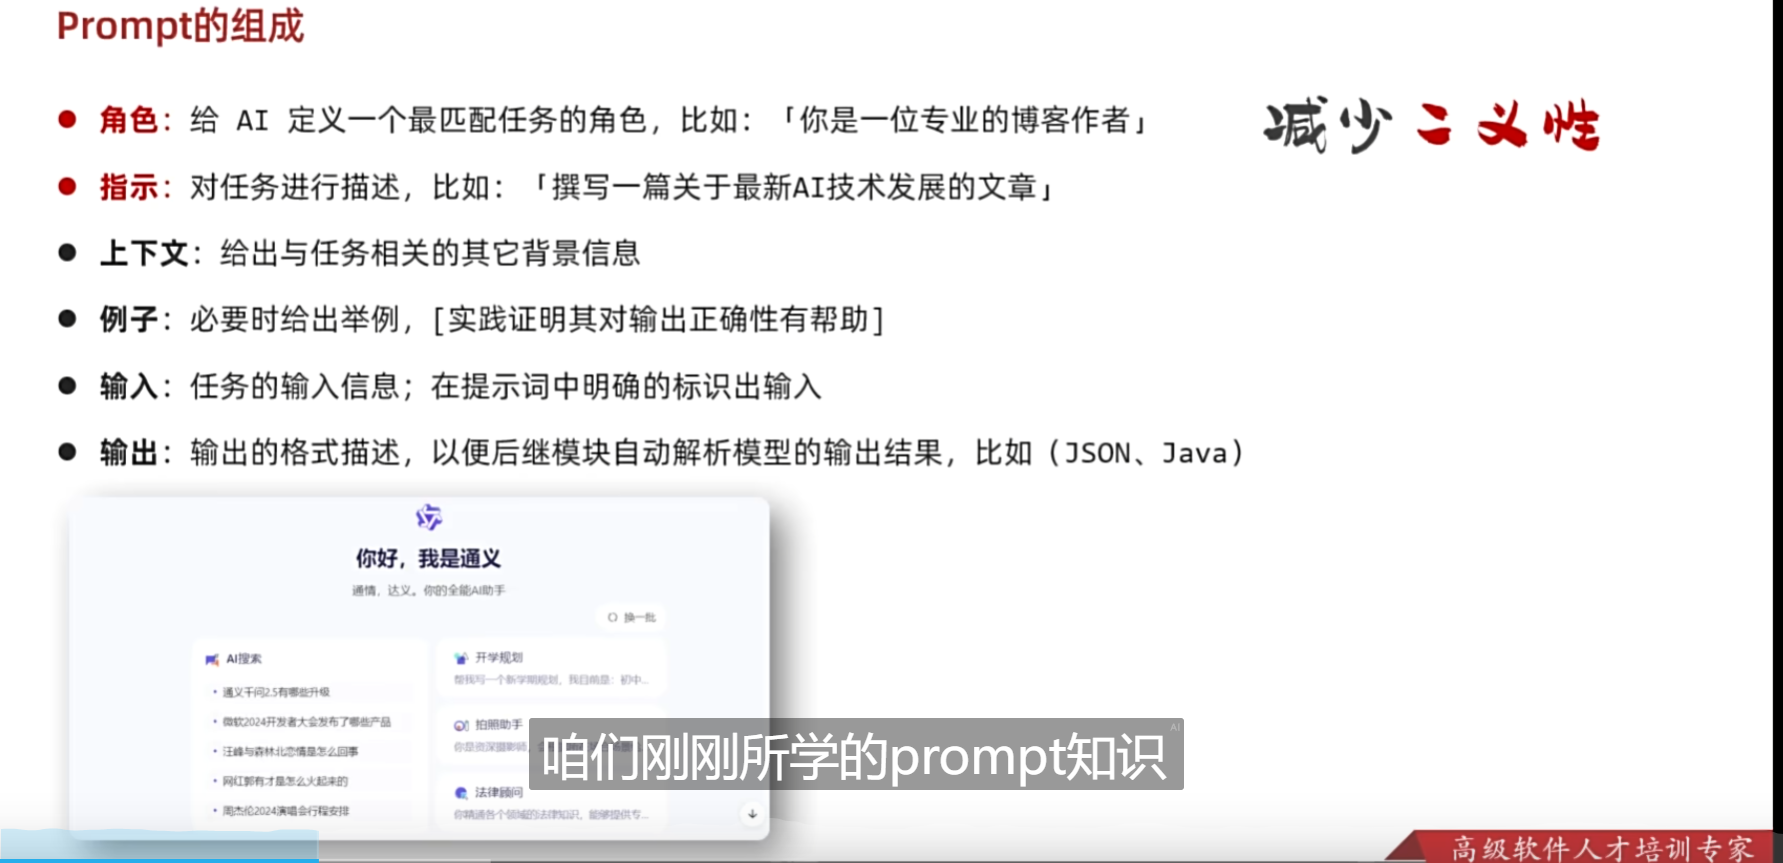 Prompt的组成
角色：给 AI 定义一个最匹配任务的角色，比如：「你是一位专业的博客作者」
减少二义性
指示：对任务进行描述，比如：「撰写一篇关于最新AI技术发展的文章」
上下文：给出与任务相关的其它背景信息
例子：必要时给出举例，[实践证明其对输出正确性有帮助]
输入：任务的输入信息；在提示词中明确的标识出输入
输出：输出的格式描述，以便后继模块自动解析模型的输出结果，比如（JSON、Java）
你好，我是通义
通情，达义。你的全能AI助手
换一批
AI搜索
通义千问2.5有哪些升级
微软2024开发者大会发布了哪些产品
汪峰与森林北恋情是怎么回事
网红郭有才是怎么火起来的
周杰伦2024演唱会行程安排
开学规划
帮我写一个新学期规划，我目前是：初中...
拍照助手
你是资深摄影师，
法律顾问
你精通各个领域的法律知识，能够提供专...
咱们刚刚所学的prompt知识
AI
高级软件人才培训专家